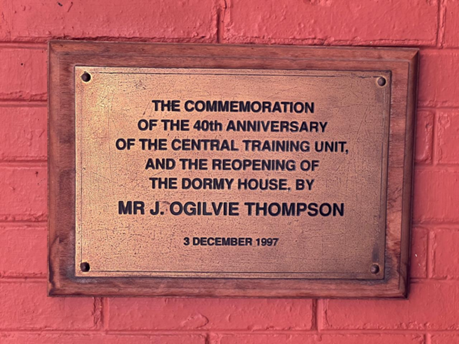 THE COMMEMORATION
OF THE 40th ANNIVERSARY
OF THE CENTRAL TRAINING UNIT,
AND THE REOPENING OF
THE DORMY HOUSE, BY
MR J. OGILVIE THOMPSON
3 DECEMBER 1997